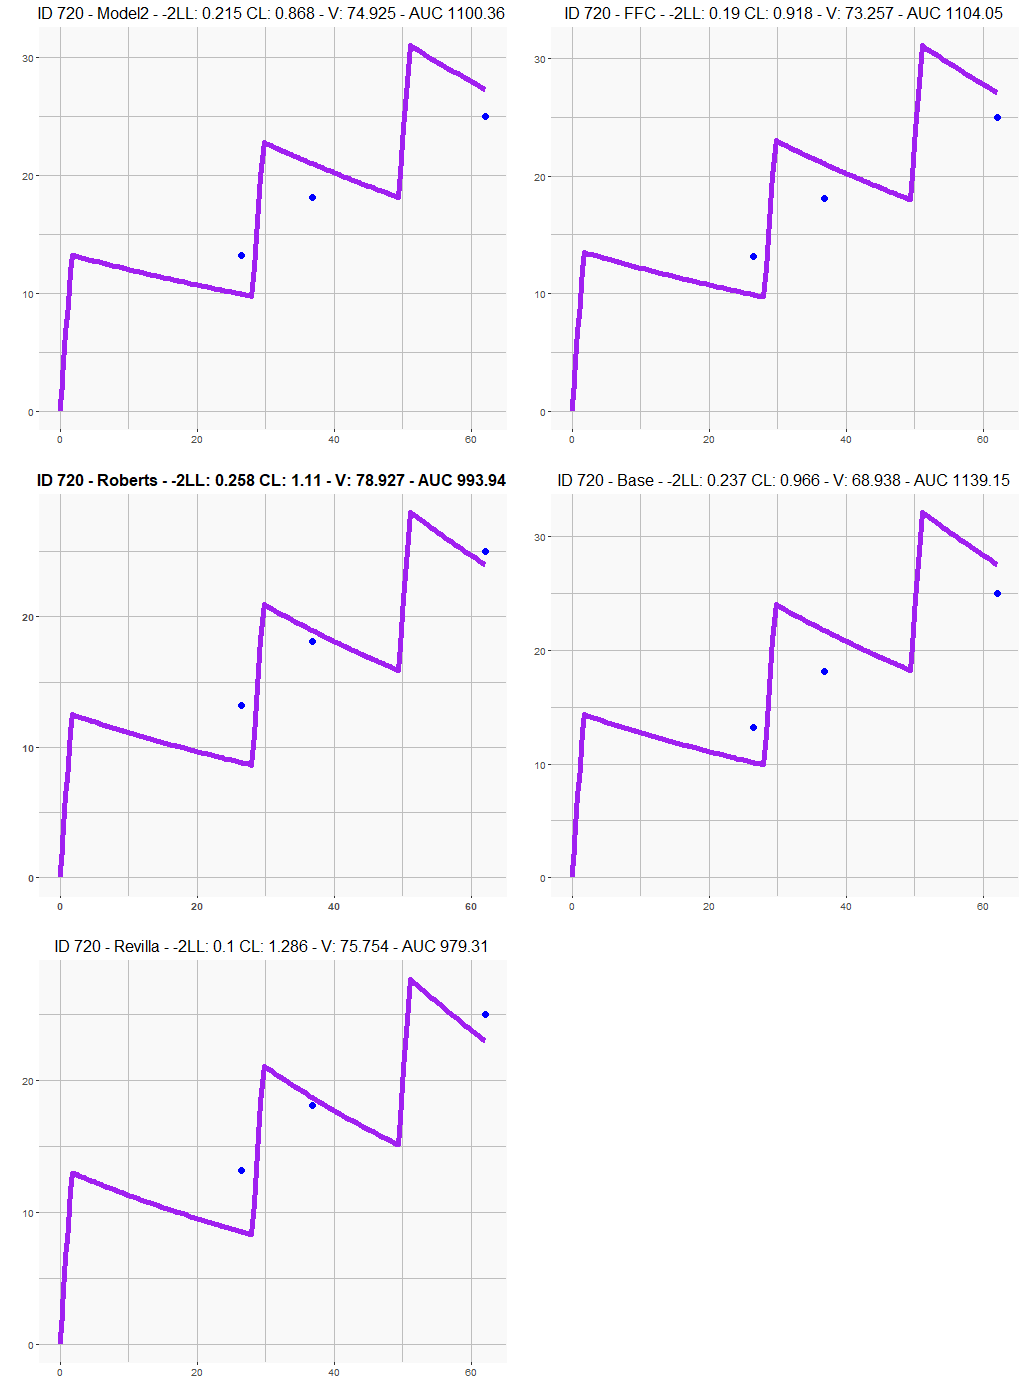 ID 720 - Model2 - -2LL: 0.215 CL: 0.868 - V: 74.925 - AUC 1100.36
30
20
10
0
0 20 40 60
ID 720 - FFC - -2LL: 0.19 CL: 0.918 - V: 73.257 - AUC 1104.05
30
20
10
0
0 20 40 60
ID 720 - Roberts - -2LL: 0.258 CL: 1.11 - V: 78.927 - AUC 993.94
20
10
0
0 20 40 60
ID 720 - Base - -2LL: 0.237 CL: 0.966 - V: 68.938 - AUC 1139.15
30
20
10
0
0 20 40 60
ID 720 - Revilla - -2LL: 0.1 CL: 1.286 - V: 75.754 - AUC 979.31
20
10
0
0 20 40 60